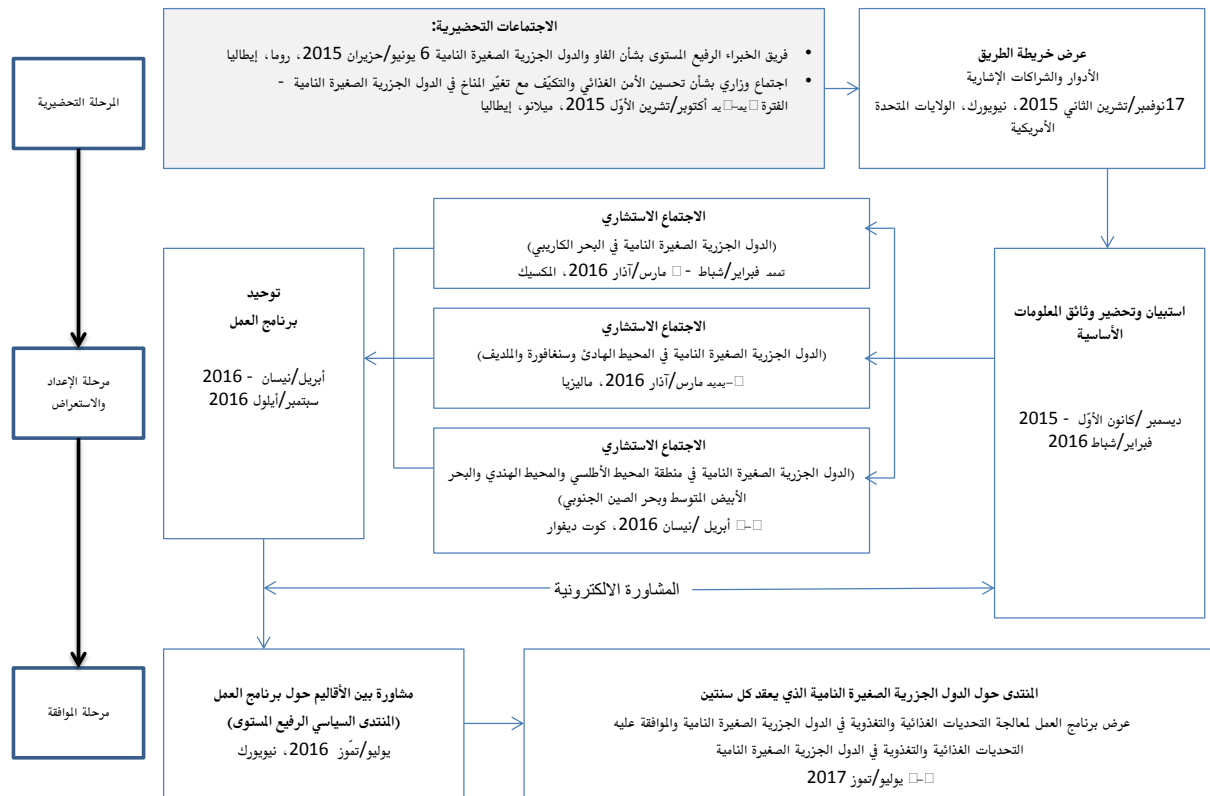 المرحلة التحضيرية
الاجتماعات التحضيرية:
• فريق الخبراء الرفيع المستوى بشأن الفاو والدول الجزرية الصغيرة النامية 6 يونيو/حزيران 2015، روما، إيطاليا
• اجتماع وزاري بشأن تحسين الأمن الغذائي والتكيّف مع تغيّر المناخ في الدول الجزرية الصغيرة النامية -
الفترة أكتوبر/تشرين الأوّل 2015، ميلانو، إيطاليا
عرض خريطة الطريق
الأدوار والشراكات الإشارية
17نوفمبر/تشرين الثاني 2015، نيويورك، الولايات المتحدة
الأمريكية
مرحلة الإعداد
والاستعراض
استبيان وتحضير وثائق المعلومات
الأساسية
ديسمبر /كانون الأوّل - 2015
فبراير/شباط 2016
الاجتماع الاستشاري
(الدول الجزرية الصغيرة النامية في البحر الكاريبي)
فبراير/شباط - مارس/آذار 2016، المكسيك
الاجتماع الاستشاري
(الدول الجزرية الصغيرة النامية في المحيط الهادئ وسنغافورة والملديف)
مارس/آذار 2016، ماليزيا
الاجتماع الاستشاري
(الدول الجزرية الصغيرة النامية في منطقة المحيط الأطلسي والمحيط الهندي والبحر
الأبيض المتوسط وبحر الصين الجنوبي)
أبريل /نيسان 2016، كوت ديفوار
توحيد
برنامج العمل
أبريل/نيسان - 2016
سبتمبر/أيلول 2016
المشاورة الالكترونية
مرحلة الموافقة
مشاورة بين الأقاليم حول برنامج العمل
(المنتدى السياسي الرفيع المستوى)
يوليو/تمّوز 2016، نيويورك
المنتدى حول الدول الجزرية الصغيرة النامية الذي يعقد كل سنتين
عرض برنامج العمل لمعالجة التحديات الغذائية والتغذوية في الدول الجزرية الصغيرة النامية والموافقة عليه
التحديات الغذائية والتغذوية في الدول الجزرية الصغيرة النامية
يوليو/تموز 2017